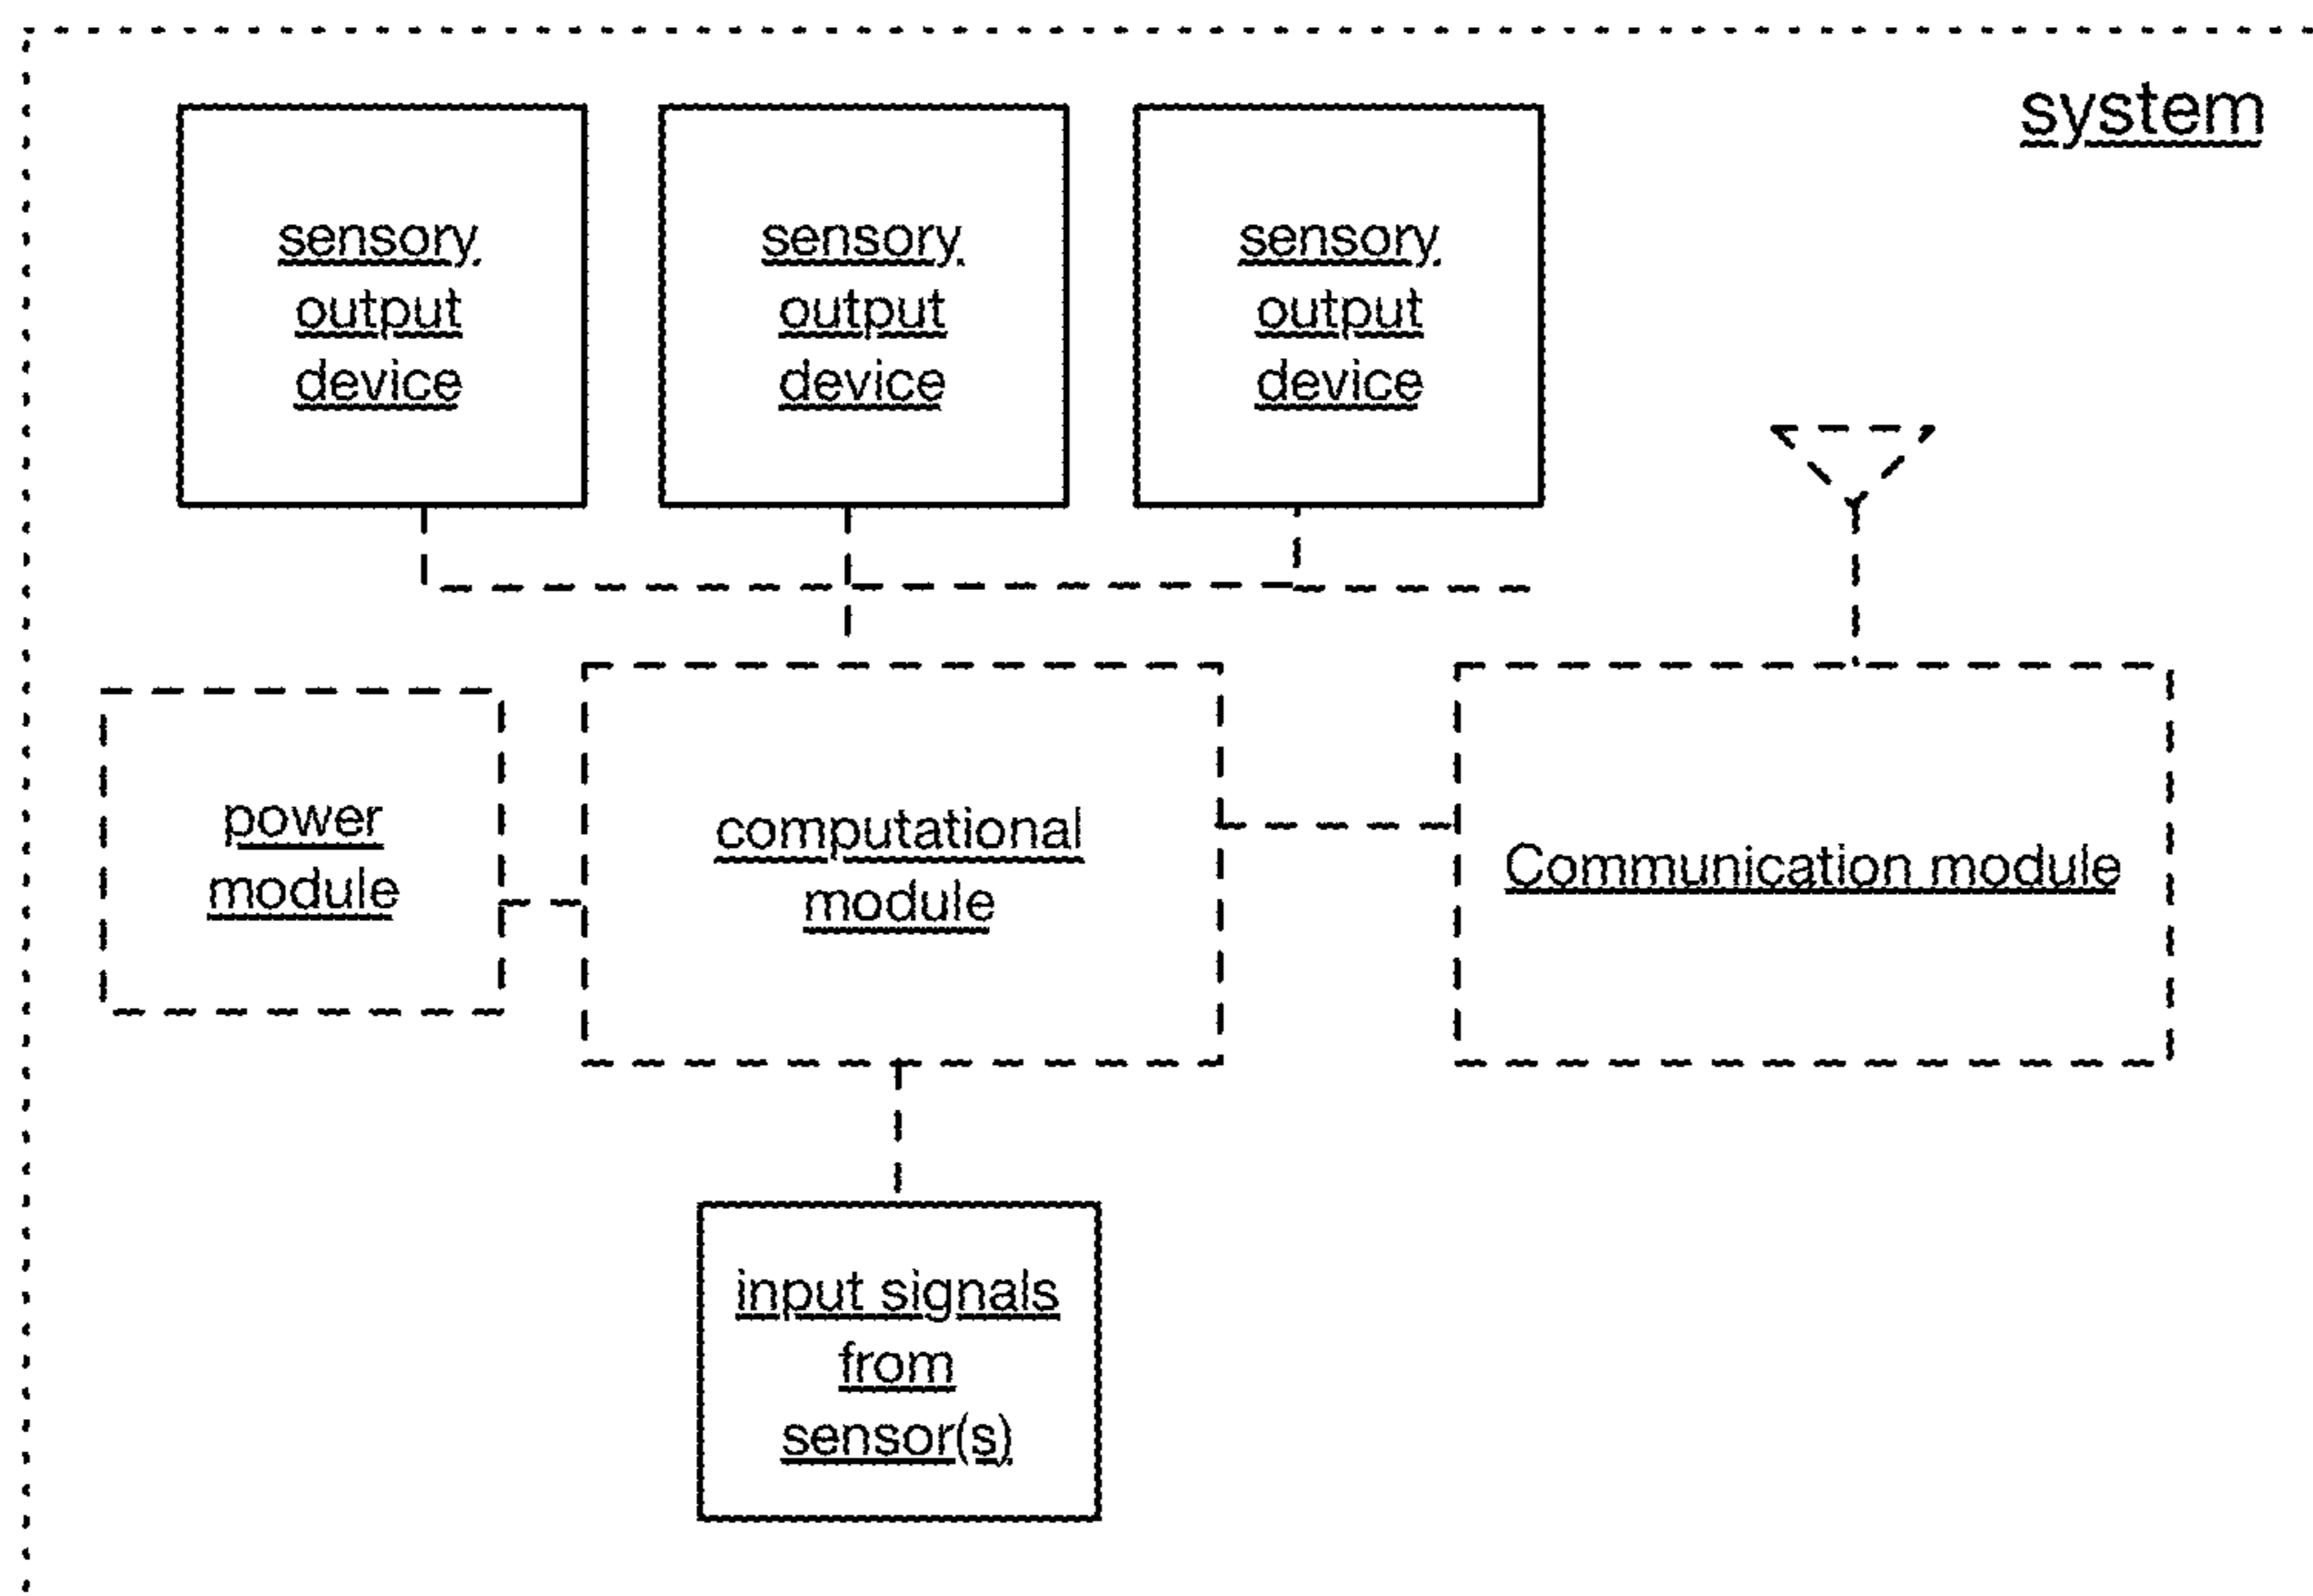 system
sensory
output
device
sensory
output
device
sensory
output
device
power
module
computational
module
Communication module
input signals
from
sensor(s)